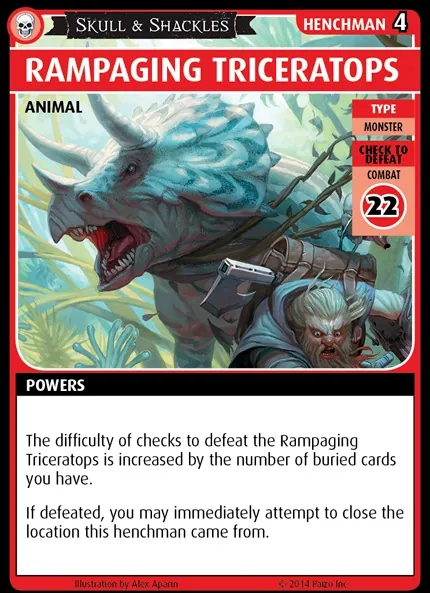 SKULL & SHACKLES
HENCHMAN 4
RAMPAGING TRICERATOPS
ANIMAL
TYPE
MONSTER
CHECK TO
DEFEAT
COMBAT
22
POWERS
The difficulty of checks to defeat the Rampaging
Triceratops is increased by the number of buried cards
you have.
If defeated, you may immediately attempt to close the
location this henchman came from.
Illustration by Alex Aparin © 2014 Paizo Inc